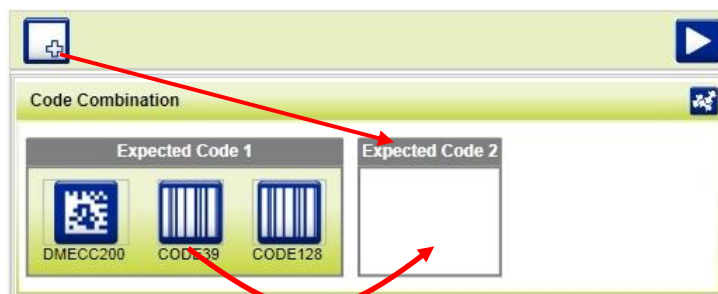 Code Combination
Expected Code 1
Expected Code 2
DMECC200 CODE39 CODE128